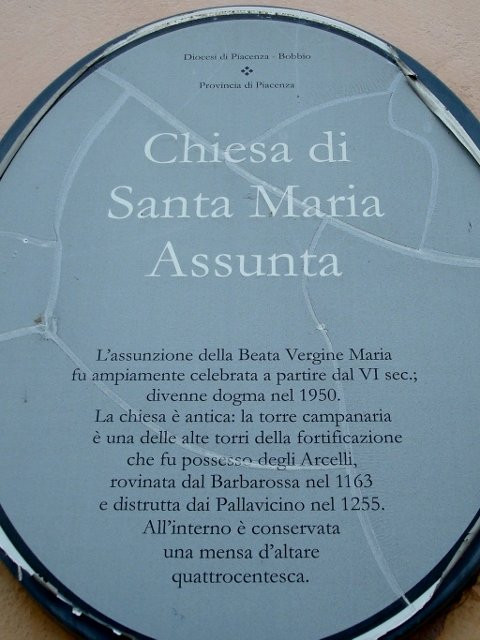 Diocesi di Piacenza - Bobbio
Provincia di Piacenza
Chiesa di
Santa Maria
Assunta
L'assunzione della Beata Vergine Maria
fu ampiamente celebrata a partire dal VI sec.;
divenne dogma nel 1950.
La chiesa è antica: la torre campanaria
è una delle alte torri della fortificazione
che fu possesso degli Arcelli,
rovinata dal Barbarossa nel 1163
e distrutta dai Pallavicino nel 1255.
All'interno è conservata
una mensa d'altare
quattrocentesca.